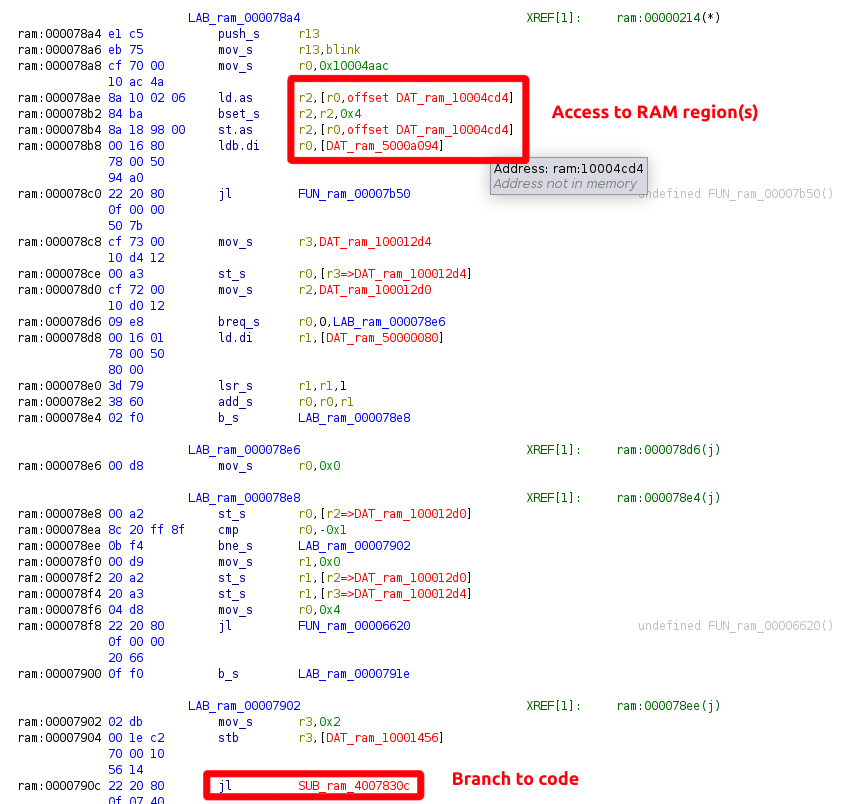 LAB_ram_000078a4 XREF[1]: ram:00000214(*)
ram:000078a4 e1 c5 push_s r13
ram:000078a6 eb 75 mov_s r13,blink
ram:000078a8 cf 70 00 mov_s r0,0x10004aac
10 ac 4a
ram:000078ae 8a 10 02 06 ld.as r2,[r0,offset DAT_ram_10004cd4]
ram:000078b2 84 ba bset_s r2,r2,0x4
Access to RAM region(s)
ram:000078b4 8a 18 98 00 st.as r2,[r0,offset DAT_ram_10004cd4]
ram:000078b8 00 16 80 ldb.di r0,[DAT_ram_5000a094]
78 00 50
Address: ram:10004cd4
94 a0
Address not in memory
ram:000078c0 22 20 80 jl FUN_ram_00007b50 undefined FUN_ram_00007b50()
0f 00 00
50 7b
ram:000078c8 cf 73 00 mov_s r3,DAT_ram_100012d4
10 d4 12
ram:000078ce 00 a3 st_s r0,[r3=>DAT_ram_100012d4]
ram:000078d0 cf 72 00 mov_s r2,DAT_ram_100012d0
10 d0 12
ram:000078d6 09 e8 breq_s r0,0,LAB_ram_000078e6
ram:000078d8 00 16 01 ld.di r1,[DAT_ram_50000080]
78 00 50
80 00
ram:000078e0 3d 79 lsr_s r1,r1,1
ram:000078e2 38 60 add_s r0,r0,r1
ram:000078e4 02 f0 b_s LAB_ram_000078e8
LAB_ram_000078e6 XREF[1]: ram:000078d6(j)
ram:000078e6 00 d8 mov_s r0,0x0
LAB_ram_000078e8 XREF[1]: ram:000078e4(j)
ram:000078e8 00 a2 st_s r0,[r2=>DAT_ram_100012d0]
ram:000078ea 8c 20 ff 8f cmp r0,-0x1
ram:000078ee 0b f4 bne_s LAB_ram_00007902
ram:000078f0 00 d9 mov_s r1,0x0
ram:000078f2 20 a2 st_s r1,[r2=>DAT_ram_100012d0]
ram:000078f4 20 a3 st_s r1,[r3=>DAT_ram_100012d4]
ram:000078f6 04 d8 mov_s r0,0x4
ram:000078f8 22 20 80 jl FUN_ram_00006620 undefined FUN_ram_00006620()
0f 00 00
20 66
ram:00007900 0f f0 b_s LAB_ram_0000791e
LAB_ram_00007902 XREF[1]: ram:000078ee(j)
ram:00007902 02 db mov_s r3,0x2
ram:00007904 00 1e c2 stb r3,[DAT_ram_10001456]
70 00 10
56 14
ram:0000790c 22 20 80 jl SUB_ram_4007830c
Branch to code
0f 07 40